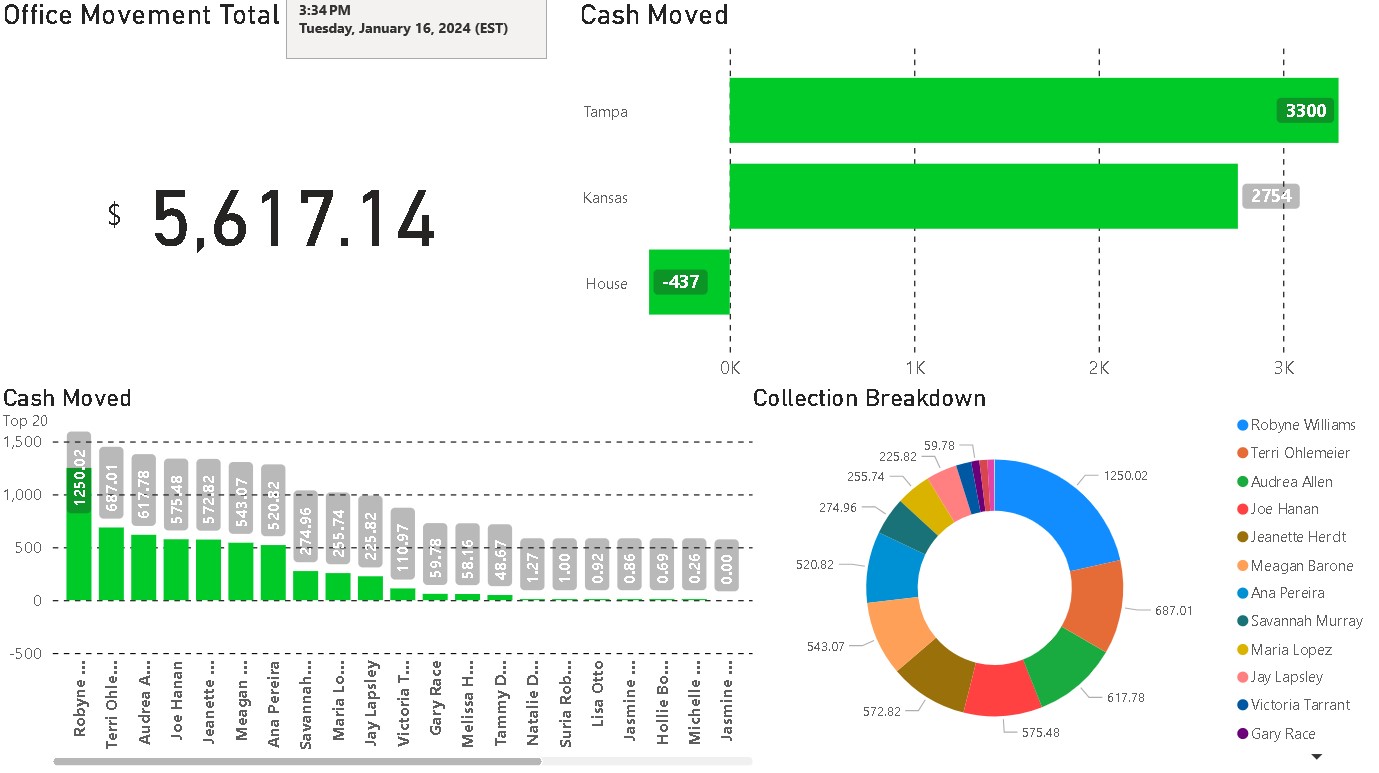 Office Movement Total
3:34 PM
Tuesday, January 16, 2024 (EST)
$ 5,617.14
Cash Moved
Tampa
3300
Kansas
2754
House
-437
0K 1K 2K 3K
Cash Moved
Top 20
1,500
1,000
500
0
-500
1250.02
687.01
617.78
575.48
572.82
543.07
520.82
274.96
255.74
225.82
110.97
59.78
58.16
48.67
1.27
1.00
0.92
0.86
0.69
0.26
0.00
Robyne ...
Terri Ohle...
Audrea A...
Joe Hanan
Jeanette ...
Meagan ...
Ana Pereira
Savannah...
Maria Lo...
Jay Lapsley
Victoria T...
Gary Race
Melissa H...
Tammy D...
Natalie D...
Suria Rob...
Lisa Otto
Jasmine ...
Hollie Bo...
Michelle ...
Jasmine ...
Collection Breakdown
59.78
225.82
255.74
274.96
520.82
543.07
572.82
575.48
617.78
687.01
1250.02
Robyne Williams
Terri Ohlemeier
Audrea Allen
Joe Hanan
Jeanette Herdt
Meagan Barone
Ana Pereira
Savannah Murray
Maria Lopez
Jay Lapsley
Victoria Tarrant
Gary Race